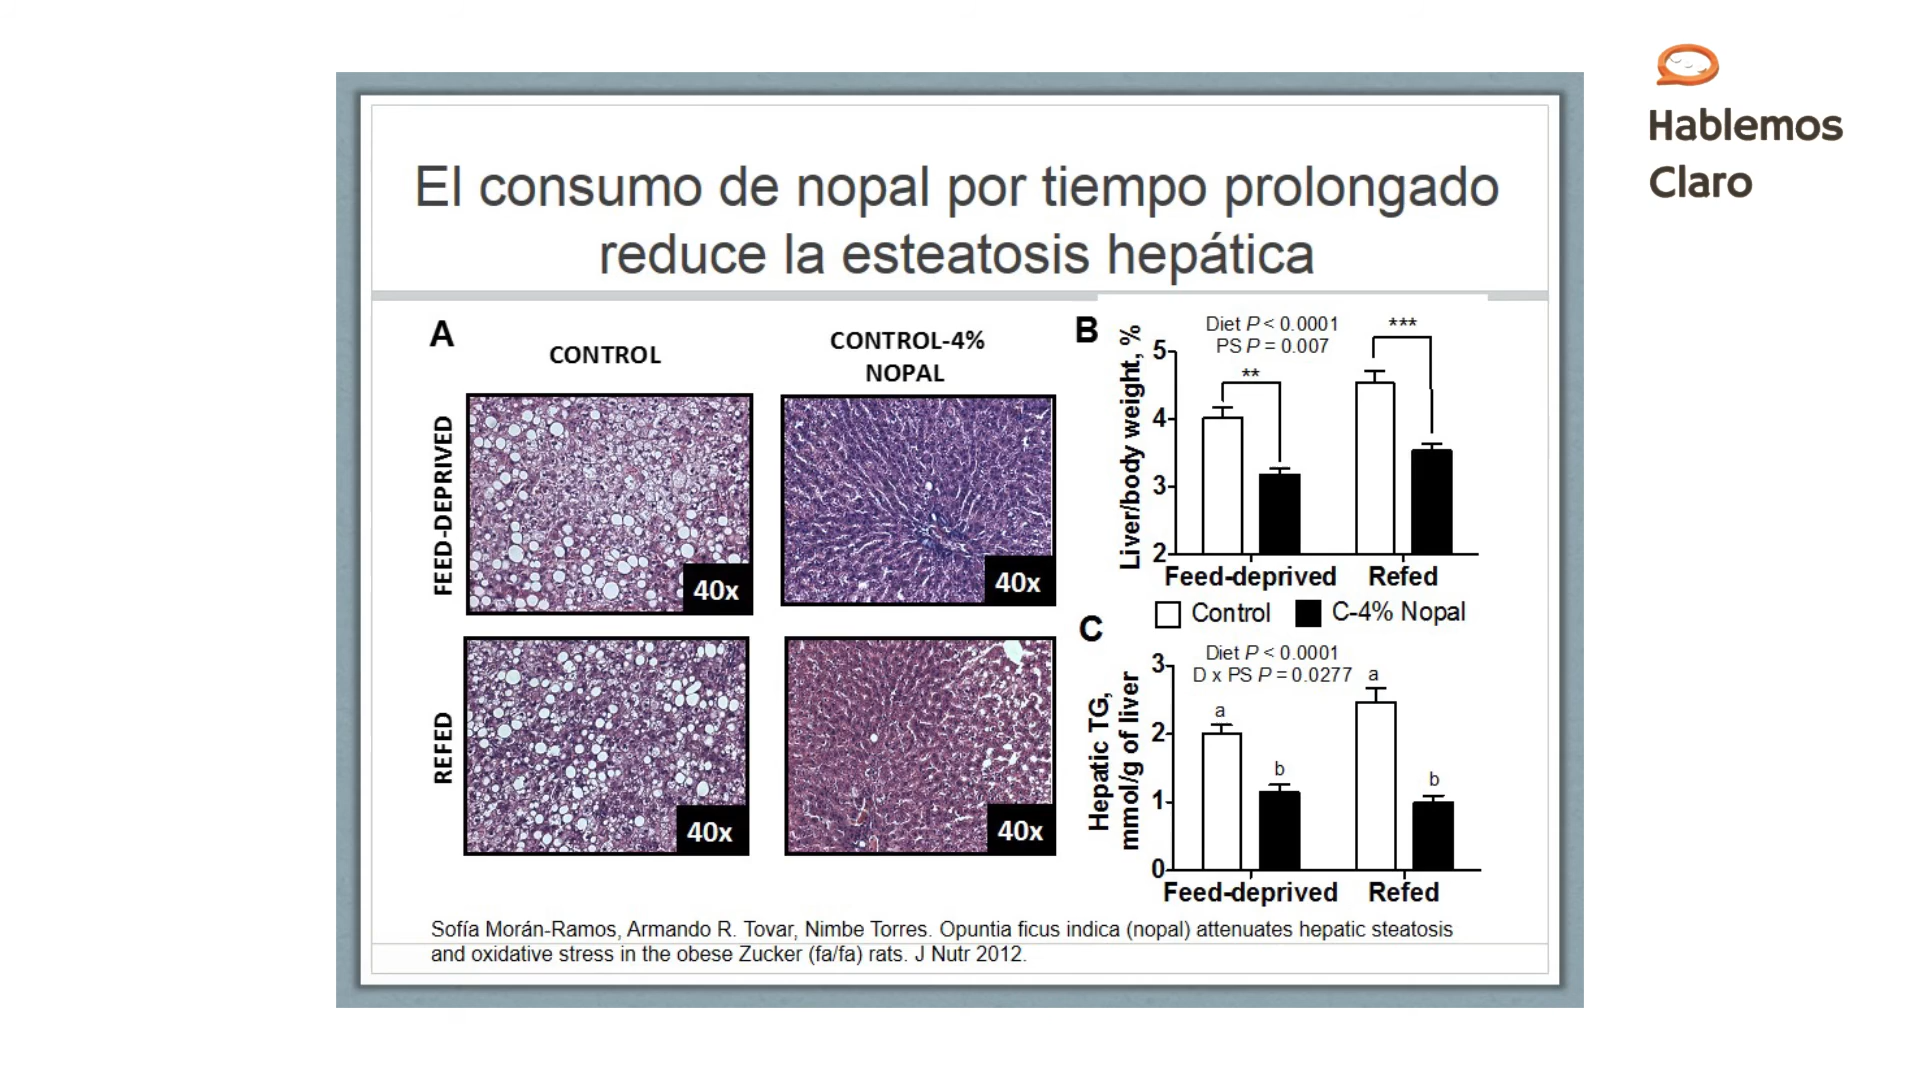 Hablemos
Claro
El consumo de nopal por tiempo prolongado
reduce la esteatosis hepática
A
CONTROL
CONTROL-4%
NOPAL
FEED-DEPRIVED
40x
40x
REFED
40x
40x
B
Diet P < 0.0001
PS P = 0.007
**
***
Liver/body weight, %
5
4
3
2
Feed-deprived
Refed
Control
C-4% Nopal
C
Diet P < 0.0001
D x PS P = 0.0277
a
b
a
b
Hepatic TG,
mmol/g of liver
3
2
1
0
Feed-deprived
Refed
Sofía Morán-Ramos, Armando R. Tovar, Nimbe Torres. Opuntia ficus indica (nopal) attenuates hepatic steatosis
and oxidative stress in the obese Zucker (fa/fa) rats. J Nutr 2012.